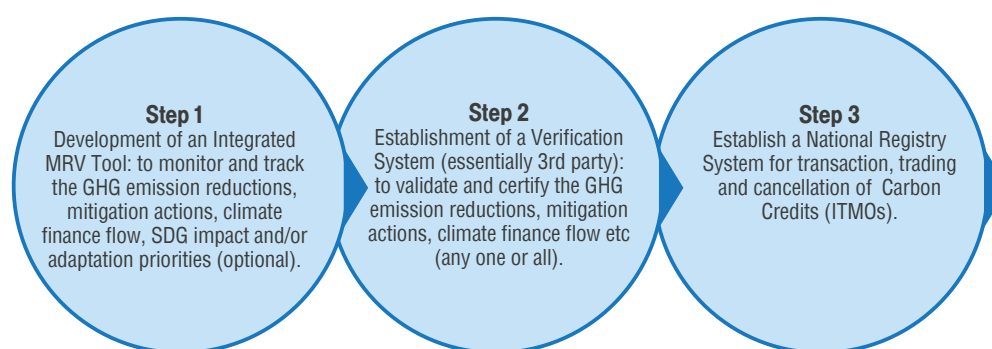 Step 1
Development of an Integrated
MRV Tool: to monitor and track
the GHG emission reductions,
mitigation actions, climate
finance flow, SDG impact and/or
adaptation priorities (optional).
Step 2
Establishment of a Verification
System (essentially 3rd party):
to validate and certify the GHG
emission reductions, mitigation
actions, climate finance flow etc
(any one or all).
Step 3
Establish a National Registry
System for transaction, trading
and cancellation of Carbon
Credits (ITMOs).